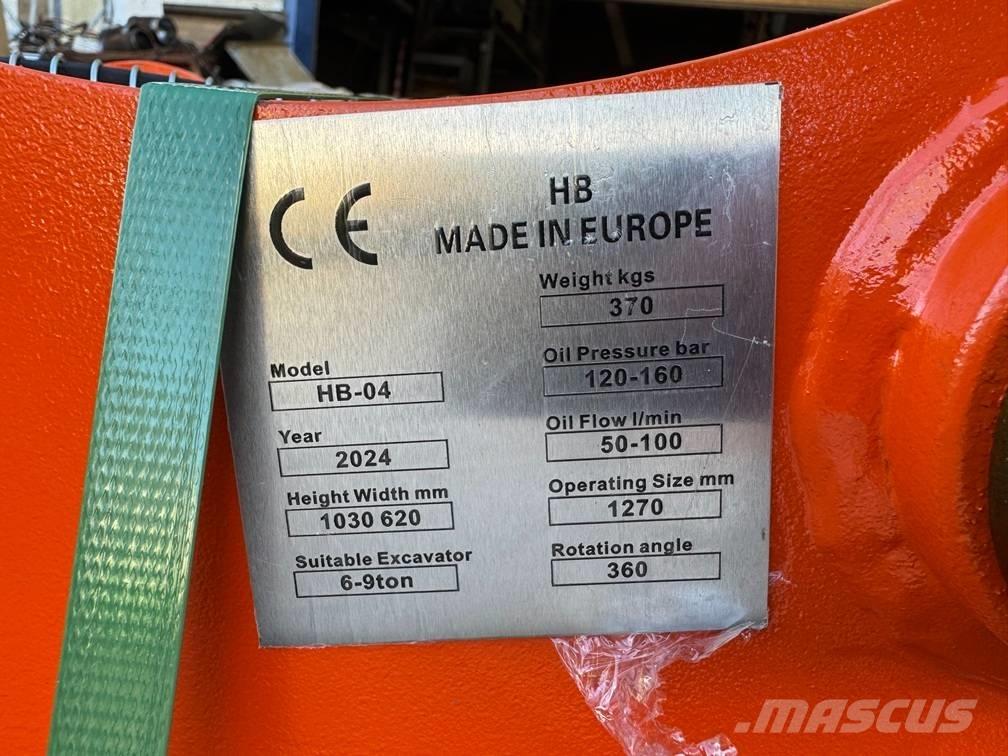 CE
HB
MADE IN EUROPE
Weight kgs
370
Oil Pressure bar
120-160
Oil Flow l/min
50-100
Operating Size mm
1270
Rotation angle
360
Model
HB-04
Year
2024
Height Width mm
1030 620
Suitable Excavator
6-9ton
MASCUS